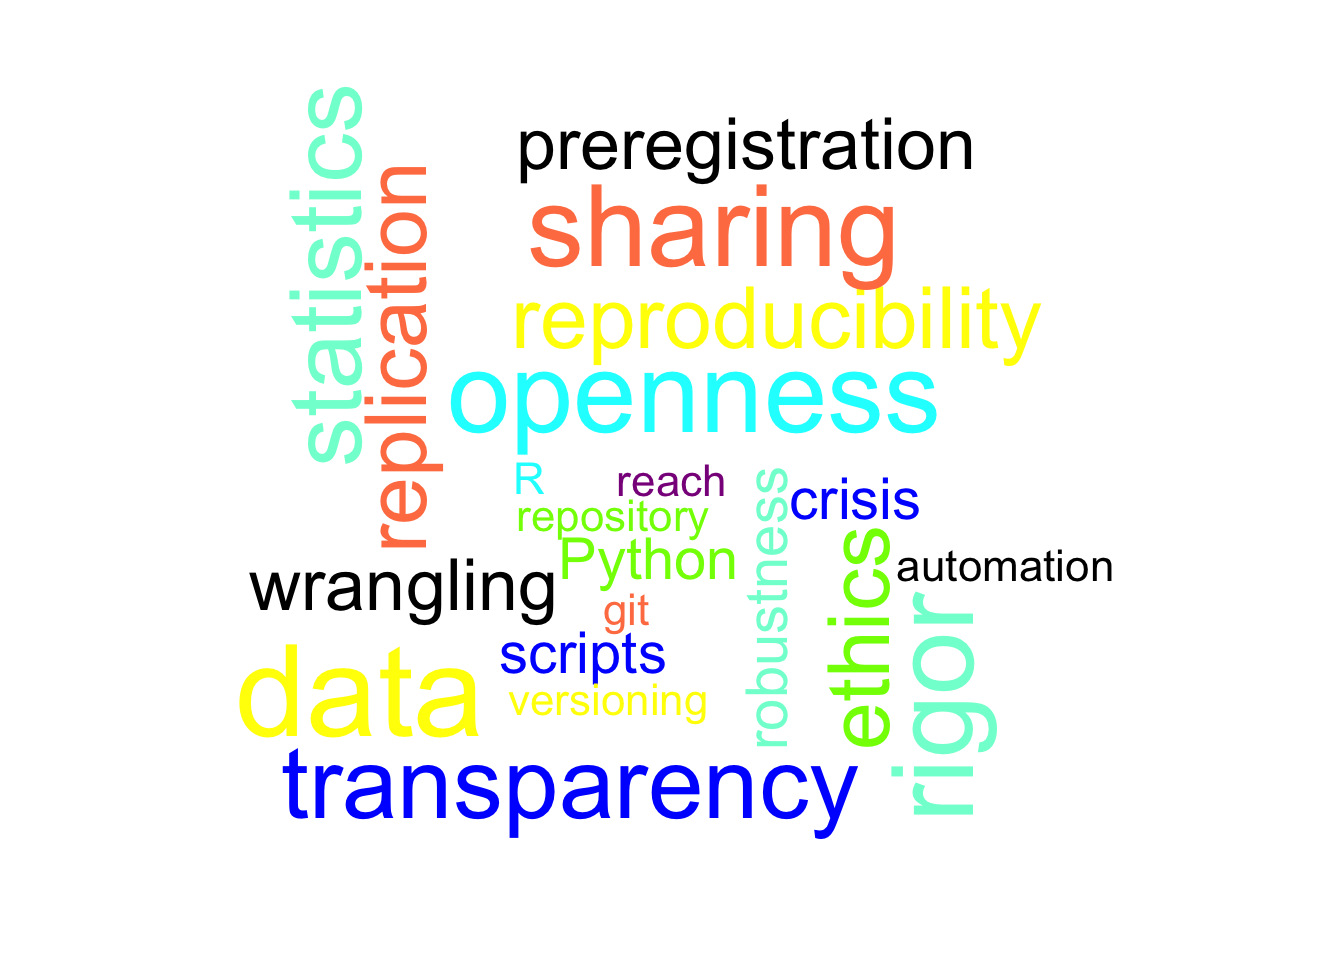 statistics
replication
preregistration
sharing
reproducibility
openness
R
reach
repository
Python
robustness
crisis
ethics
automation
wrangling
git
scripts
versioning
data
rigor
transparency